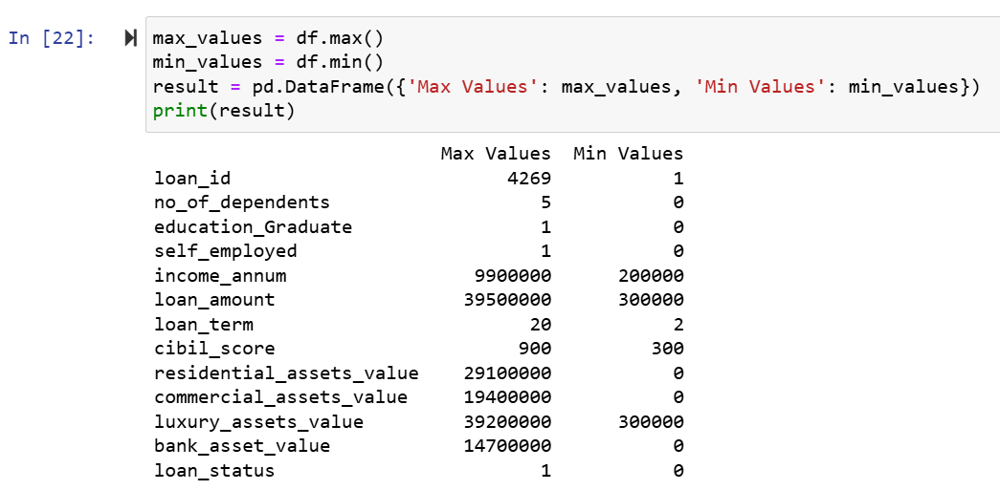 In [22]: max_values = df.max()
min_values = df.min()
result = pd.DataFrame({'Max Values': max_values, 'Min Values': min_values})
print(result)
Max Values Min Values
loan_id 4269 1
no_of_dependents 5 0
education_Graduate 1 0
self_employed 1 0
income_annum 9900000 200000
loan_amount 39500000 300000
loan_term 20 2
cibil_score 900 300
residential_assets_value 29100000 0
commercial_assets_value 19400000 0
luxury_assets_value 39200000 300000
bank_asset_value 14700000 0
loan_status 1 0